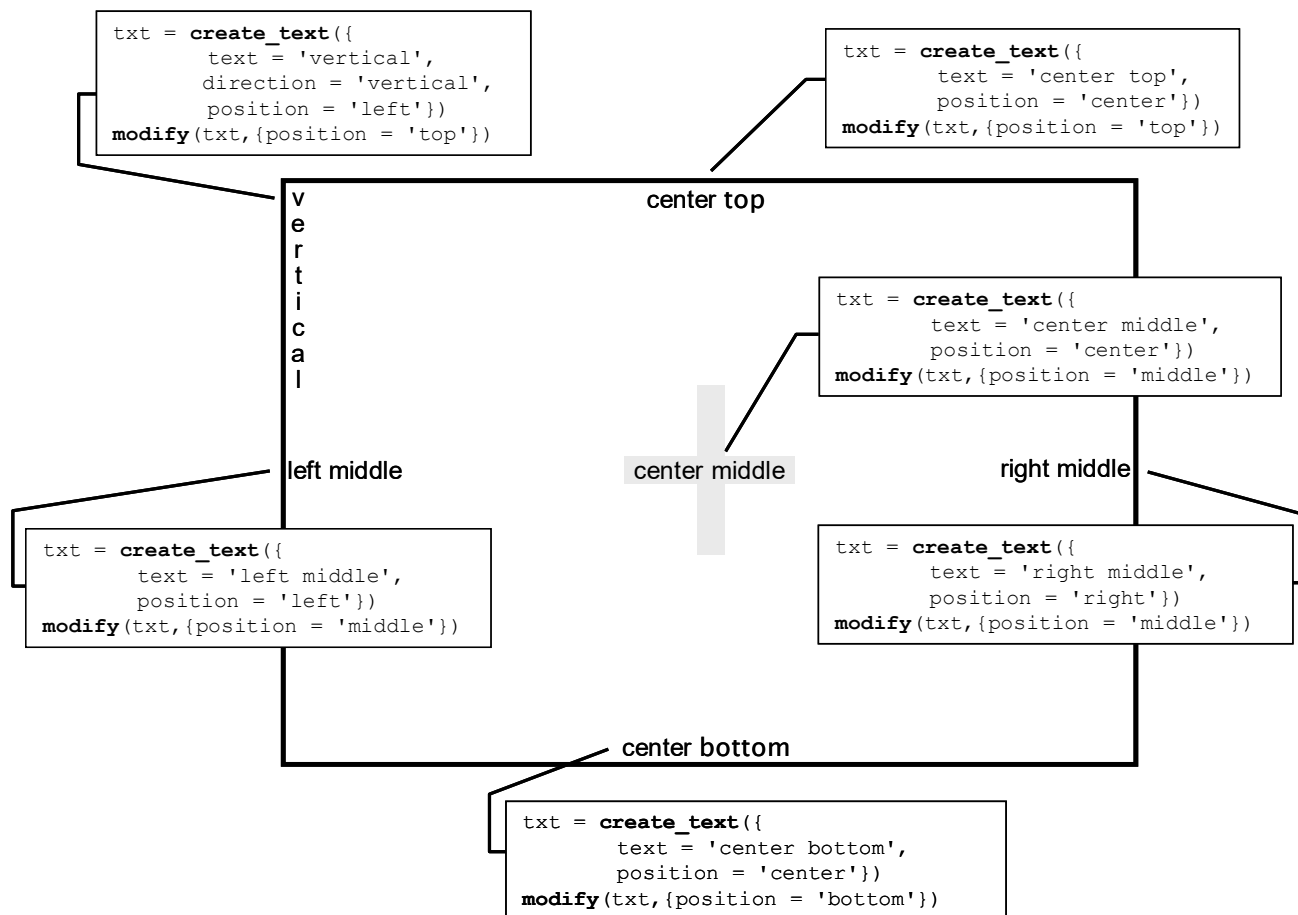 txt = create_text({
text = 'vertical',
direction = 'vertical',
position = 'left'})
modify(txt,{position = 'top'})
txt = create_text({
text = 'center top',
position = 'center'})
modify(txt,{position = 'top'})
vertical
center top
txt = create_text({
text = 'center middle',
position = 'center'})
modify(txt,{position = 'middle'})
left middle
center middle
right middle
txt = create_text({
text = 'left middle',
position = 'left'})
modify(txt,{position = 'middle'})
txt = create_text({
text = 'right middle',
position = 'right'})
modify(txt,{position = 'middle'})
center bottom
txt = create_text({
text = 'center bottom',
position = 'center'})
modify(txt,{position = 'bottom'})